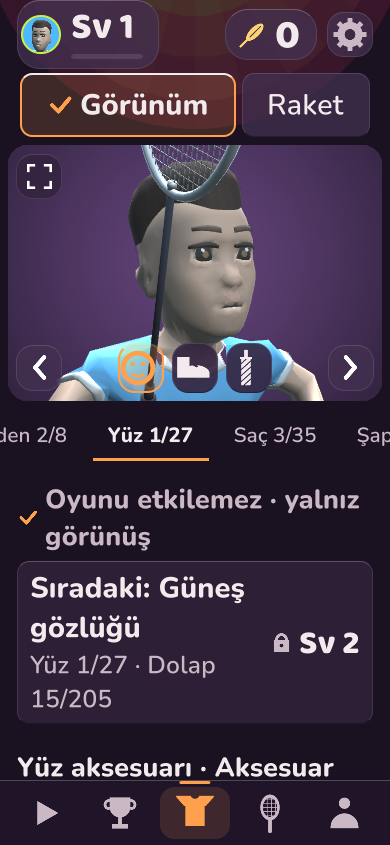 Sv 1
0
Görünüm
Raket
den 2/8
Yüz 1/27
Saç 3/35
Şap
Oyunu etkilemez · yalnız
görünüş
Sıradaki: Güneş
gözlüğü
Sv 2
Yüz 1/27 · Dolap
15/205
Yüz aksesuarı · Aksesuar